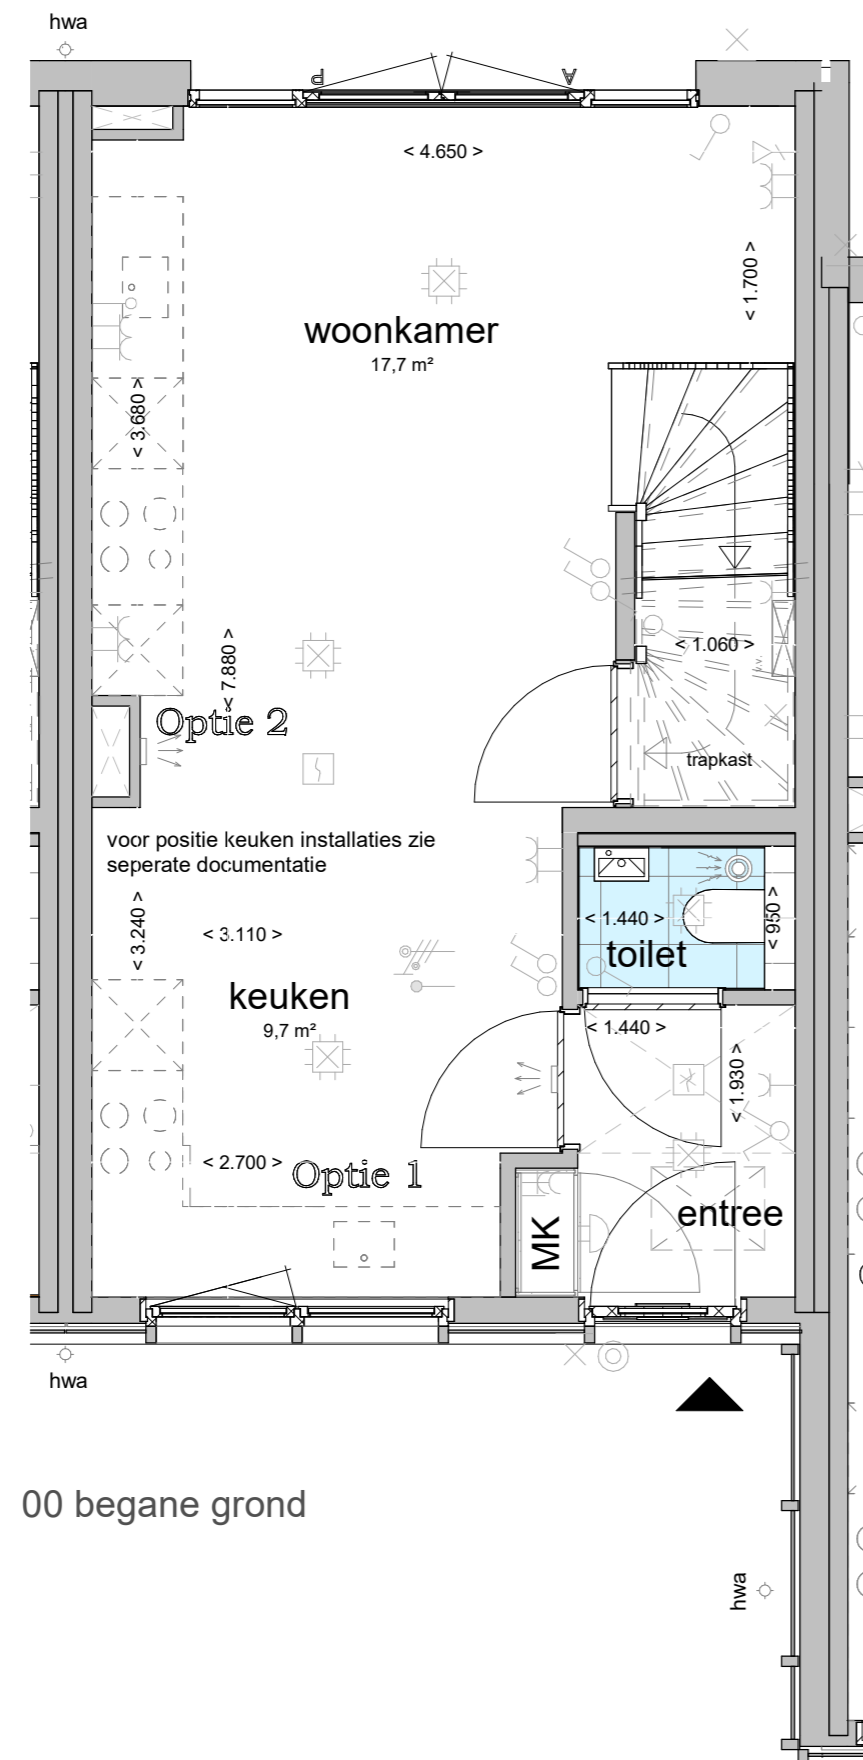 hwa
P
A
< 4.650 >
< 1.700 >
woonkamer
17,7 m²
< 3.680 >
< 7.880 >
< 1.060 >
Optie 2
trapkast
voor positie keuken installaties zie
seperate documentatie
< 3.240 >
< 3.110 >
< 1.440 >
< 950 >
toilet
keuken
9,7 m²
< 1.440 >
< 1.930 >
< 2.700 >
Optie 1
MK
entree
hwa
00 begane grond
hwa